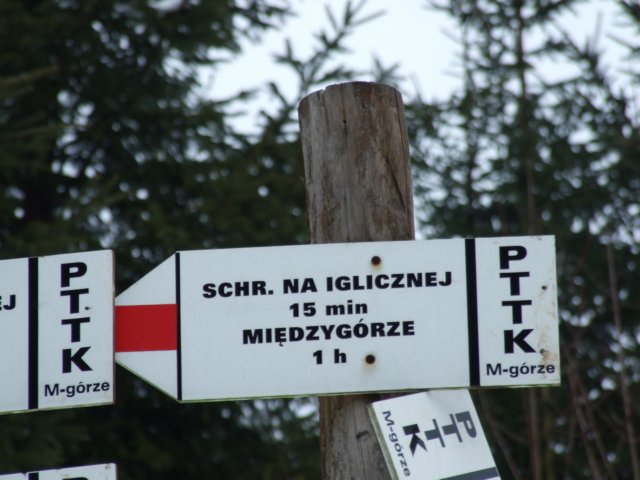 SCHR. NA IGLICZNEJ
15 min
MIĘDZYGÓRZE
1 h
PTTK
M-górze
PTTK
M-górze
PTTK
M-górze